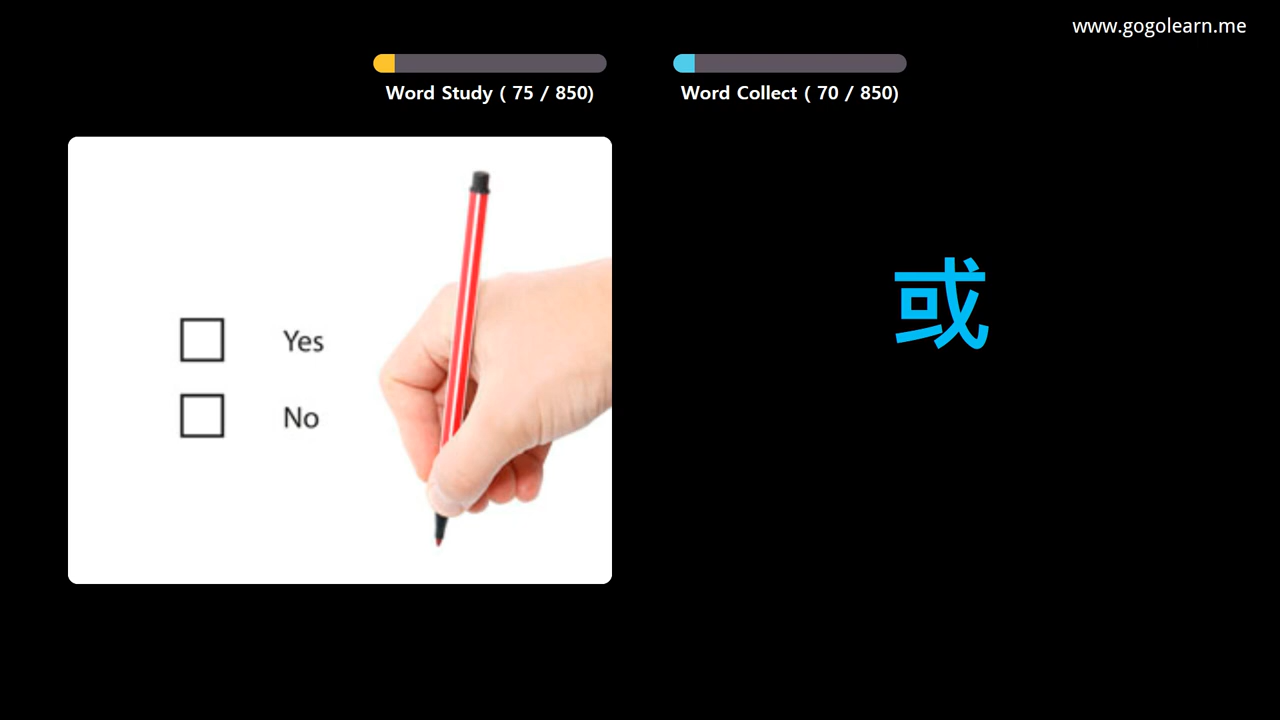 www.gogolearn.me
Word Study ( 75 / 850)
Word Collect ( 70 / 850)
或
Yes
No